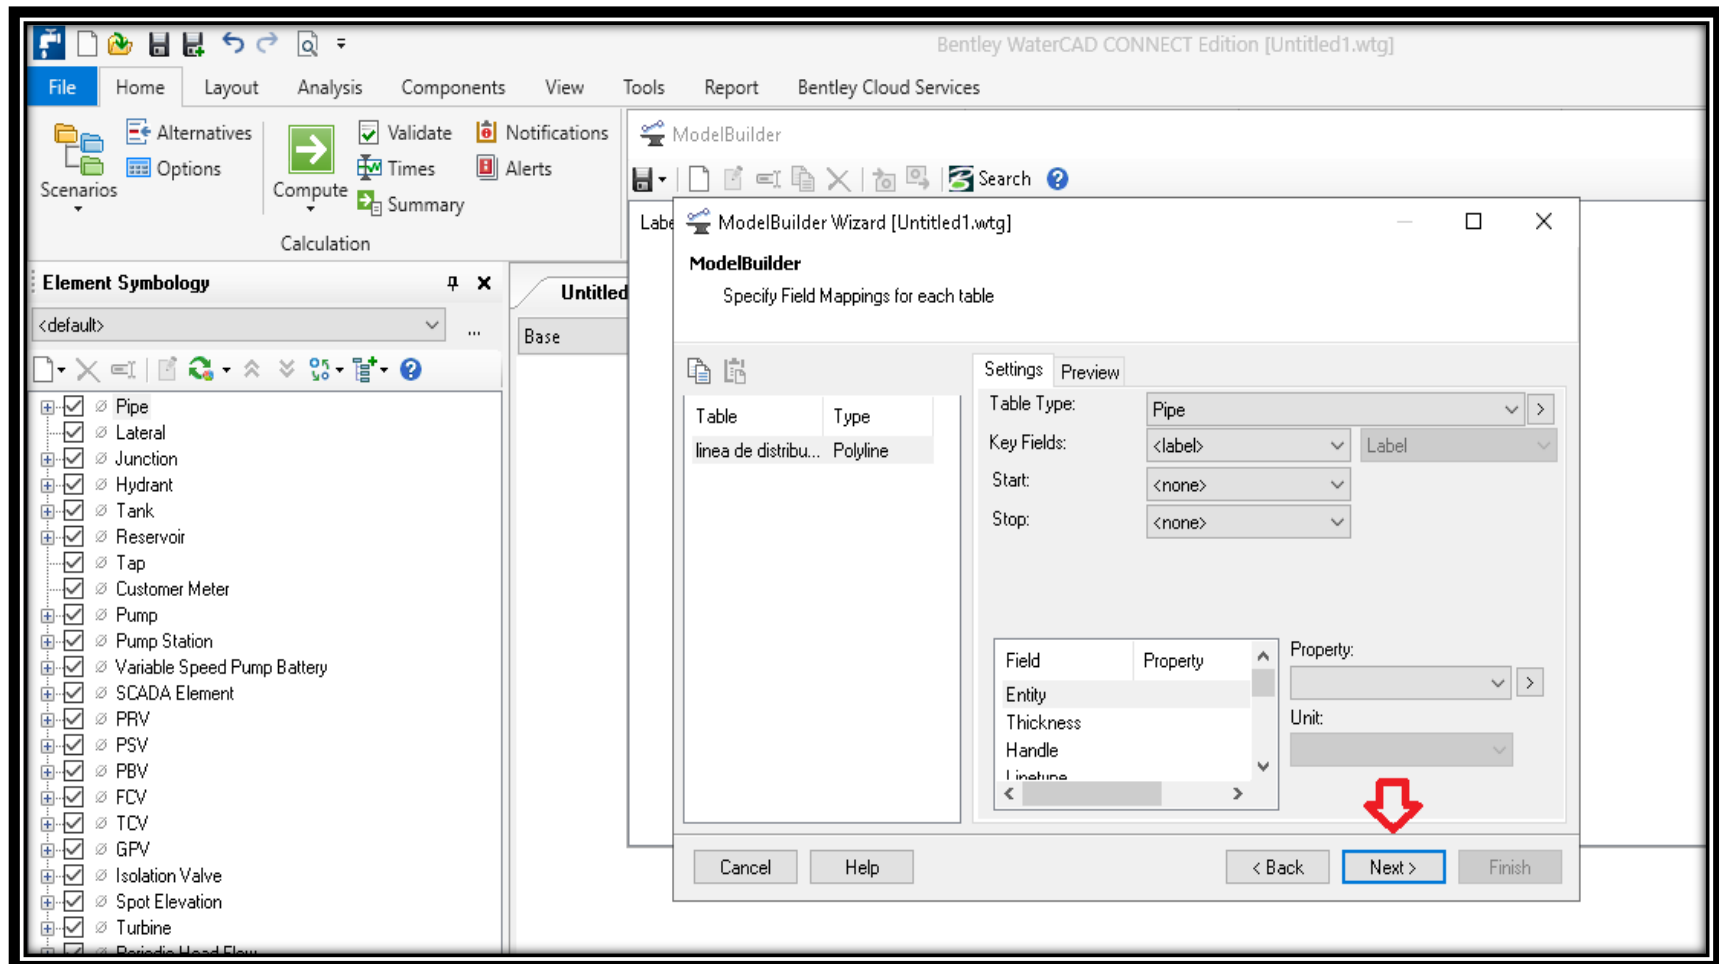 Bentley WaterCAD CONNECT Edition [Untitled1.wtg]
File Home Layout Analysis Components View Tools Report Bentley Cloud Services
Scenarios
Alternatives
Options
Compute
Validate
Times
Summary
Notifications
Alerts
Calculation
ModelBuilder
Search
Labe
Element Symbology
<default>
...
Pipe
Lateral
Junction
Hydrant
Tank
Reservoir
Tap
Customer Meter
Pump
Pump Station
Variable Speed Pump Battery
SCADA Element
PRV
PSV
PBV
FCV
TCV
GPV
Isolation Valve
Spot Elevation
Turbine
Periodic Head Flow
Untitled
Base
ModelBuilder Wizard [Untitled1.wtg]
ModelBuilder
Specify Field Mappings for each table
Table Type
linea de distribu... Polyline
Settings Preview
Table Type: Pipe >
Key Fields: <label> Label
Start: <none>
Stop: <none>
Field Property
Entity
Thickness
Handle
Linetype
Property:
>
Unit:
Cancel Help < Back Next > Finish